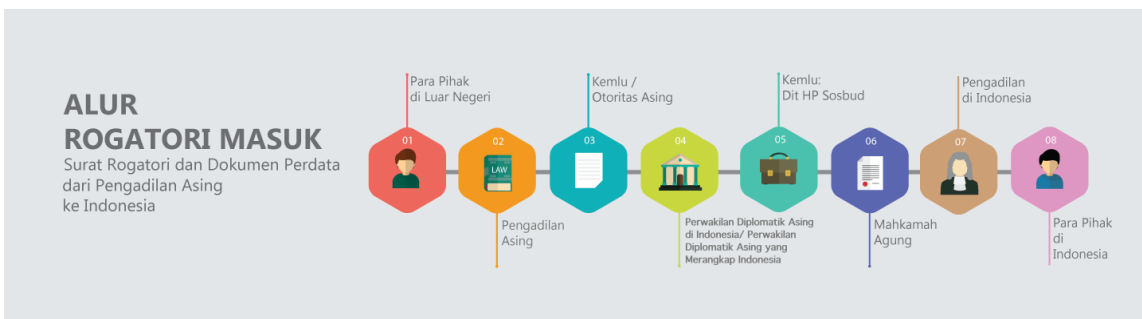 ALUR
ROGATORI MASUK
Surat Rogatori dan Dokumen Perdata
dari Pengadilan Asing
ke Indonesia
01
Para Pihak
di Luar Negeri
02
LAW
Pengadilan
Asing
03
Kemlu /
Otoritas Asing
04
Perwakilan Diplomatik Asing
di Indonesia/ Perwakilan
Diplomatik Asing yang
Merangkap Indonesia
05
Kemlu:
Dit HP Sosbud
06
Mahkamah
Agung
07
Pengadilan
di Indonesia
08
Para Pihak
di
Indonesia